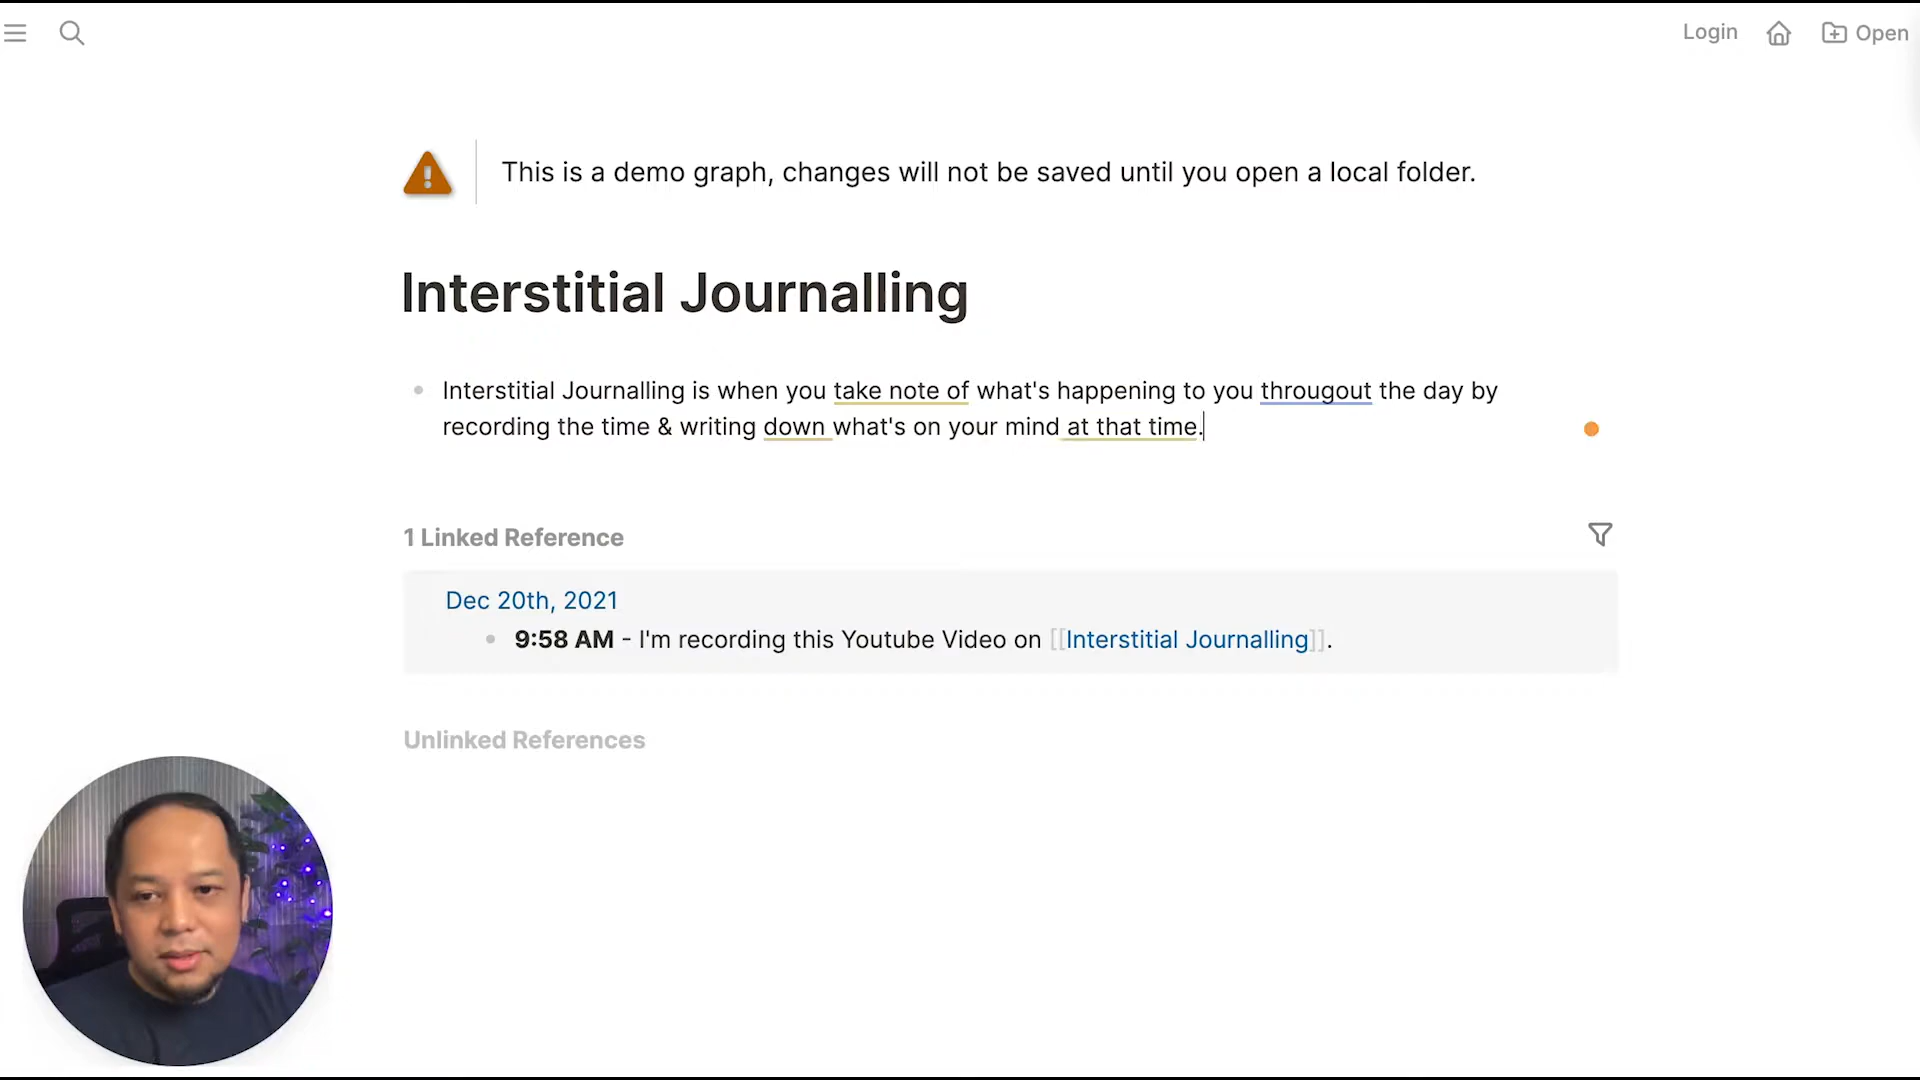 Login
Open
This is a demo graph, changes will not be saved until you open a local folder.
Interstitial Journalling
Interstitial Journalling is when you take note of what's happening to you througout the day by
recording the time & writing down what's on your mind at that time.
1 Linked Reference
Dec 20th, 2021
9:58 AM - I'm recording this Youtube Video on [[Interstitial Journalling]].
Unlinked References